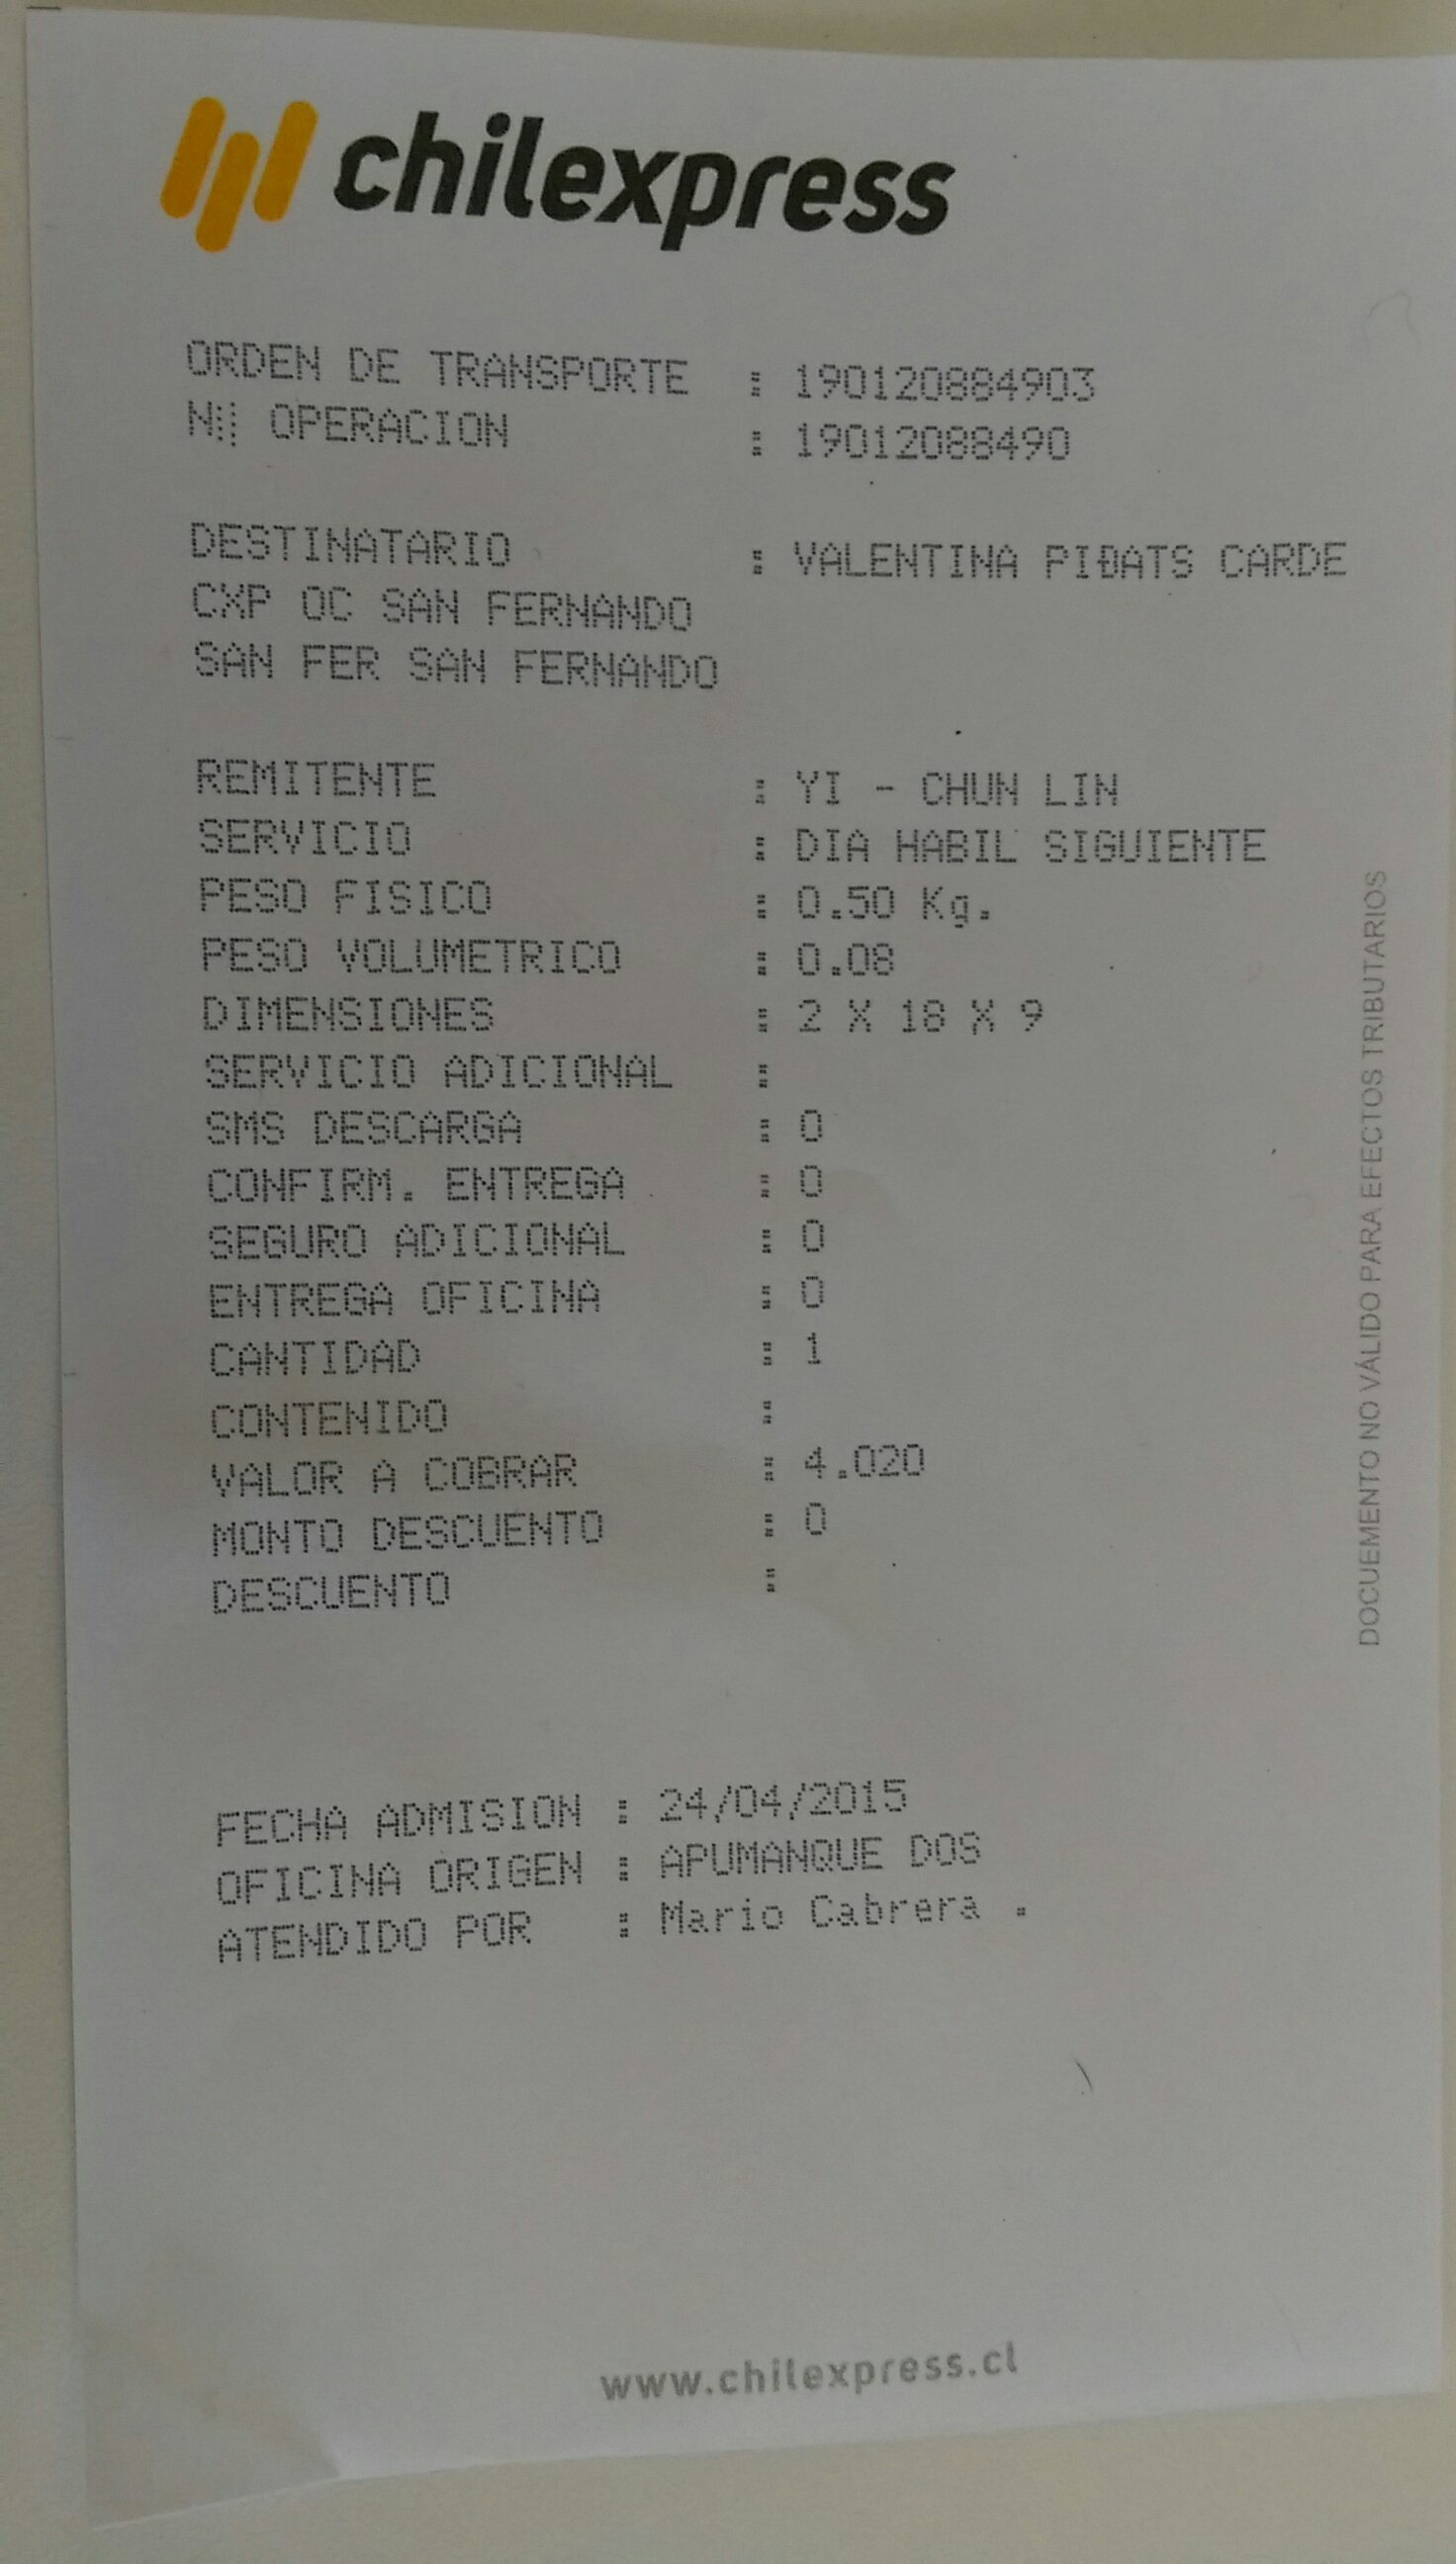 chilexpress
ORDEN DE TRANSPORTE : 190120884903
N OPERACION : 19012088490
DESTINATARIO : VALENTINA PIÐATS CARDE
CXP OC SAN FERNANDO
SAN FER SAN FERNANDO
REMITENTE : YI - CHUN LIN
SERVICIO : DIA HABIL SIGUIENTE
PESO FISICO : 0.50 Kg.
PESO VOLUMETRICO : 0.08
DIMENSIONES : 2 X 18 X 9
SERVICIO ADICIONAL :
SMS DESCARGA : 0
CONFIRM. ENTREGA : 0
SEGURO ADICIONAL : 0
ENTREGA OFICINA : 0
CANTIDAD : 1
CONTENIDO :
VALOR A COBRAR : 4.020
MONTO DESCUENTO : 0
DESCUENTO :
DOCUEMENTO NO VÁLIDO PARA EFECTOS TRIBUTARIOS
FECHA ADMISION : 24/04/2015
OFICINA ORIGEN : APUMANQUE DOS
ATENDIDO POR : Mario Cabrera .
www.chilexpress.cl